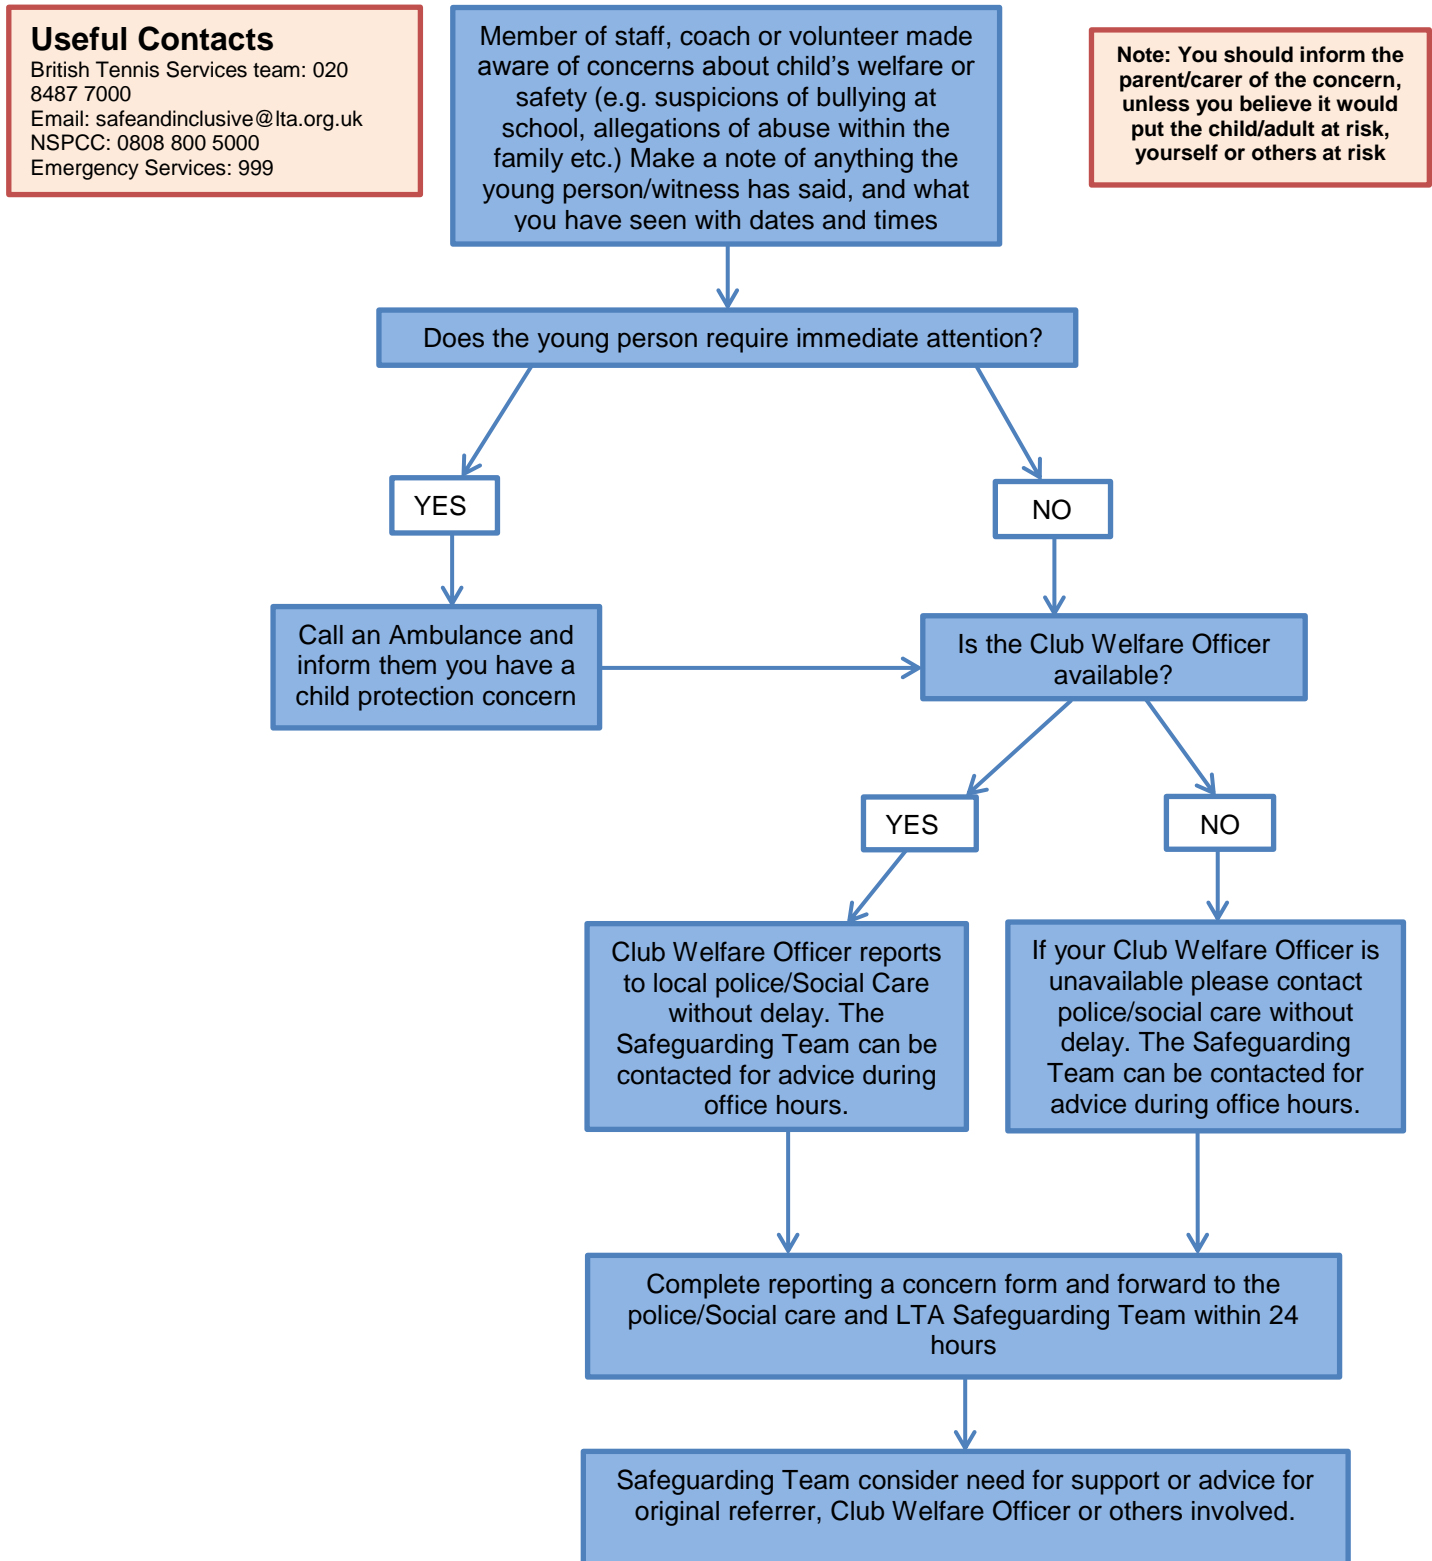 Useful Contacts
British Tennis Services team: 020
8487 7000
Email: safeandinclusive@lta.org.uk
NSPCC: 0808 800 5000
Emergency Services: 999
Member of staff, coach or volunteer made
aware of concerns about child’s welfare or
safety (e.g. suspicions of bullying at
school, allegations of abuse within the
family etc.) Make a note of anything the
young person/witness has said, and what
you have seen with dates and times
Note: You should inform the
parent/carer of the concern,
unless you believe it would
put the child/adult at risk,
yourself or others at risk
Does the young person require immediate attention?
YES
NO
Call an Ambulance and
inform them you have a
child protection concern
Is the Club Welfare Officer
available?
YES
NO
Club Welfare Officer reports
to local police/Social Care
without delay. The
Safeguarding Team can be
contacted for advice during
office hours.
If your Club Welfare Officer is
unavailable please contact
police/social care without
delay. The Safeguarding
Team can be contacted for
advice during office hours.
Complete reporting a concern form and forward to the
police/Social care and LTA Safeguarding Team within 24
hours
Safeguarding Team consider need for support or advice for
original referrer, Club Welfare Officer or others involved.